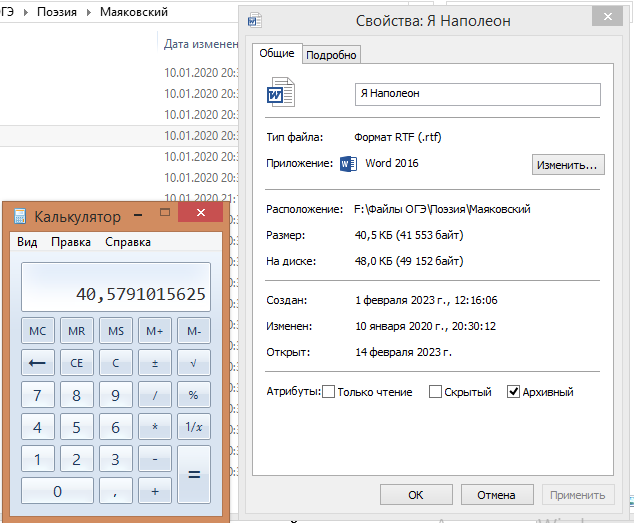 ГЭ Поэзия Маяковский
Дата изменен
10.01.2020 20:3
10.01.2020 20:3
10.01.2020 20:3
10.01.2020 20:3
10.01.2020 20:3
10.01.2020 20:3
10.01.2020 21:
Калькулятор
Вид Правка Справка
40,5791015625
MC MR MS M+ M-
← CE C ± √
7 8 9 / %
4 5 6 * 1/x
1 2 3 - =
0 , +
Свойства: Я Наполеон
Общие Подробно
Я Наполеон
Тип файла: Формат RTF (.rtf)
Приложение: Word 2016 Изменить...
Расположение: F:\Файлы ОГЭ\Поэзия\Маяковский
Размер: 40,5 КБ (41 553 байт)
На диске: 48,0 КБ (49 152 байт)
Создан: 1 февраля 2023 г., 12:16:06
Изменен: 10 января 2020 г., 20:30:12
Открыт: 14 февраля 2023 г.
Атрибуты: Только чтение Скрытый Архивный
ОК Отмена Применить